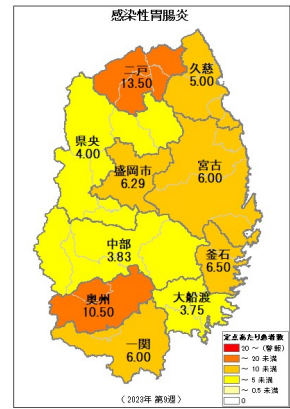 感染性胃腸炎
二戸
13.50
久慈
5.00
県央
4.00
盛岡市
6.29
宮古
6.00
中部
3.83
釜石
6.50
奥州
10.50
大船渡
3.75
一関
6.00
定点あたり患者数
20 ～ (警報)
～ 20 未満
～ 10 未満
～ 5 未満
～ 0.5 未満
0
( 2023年 第9週 )